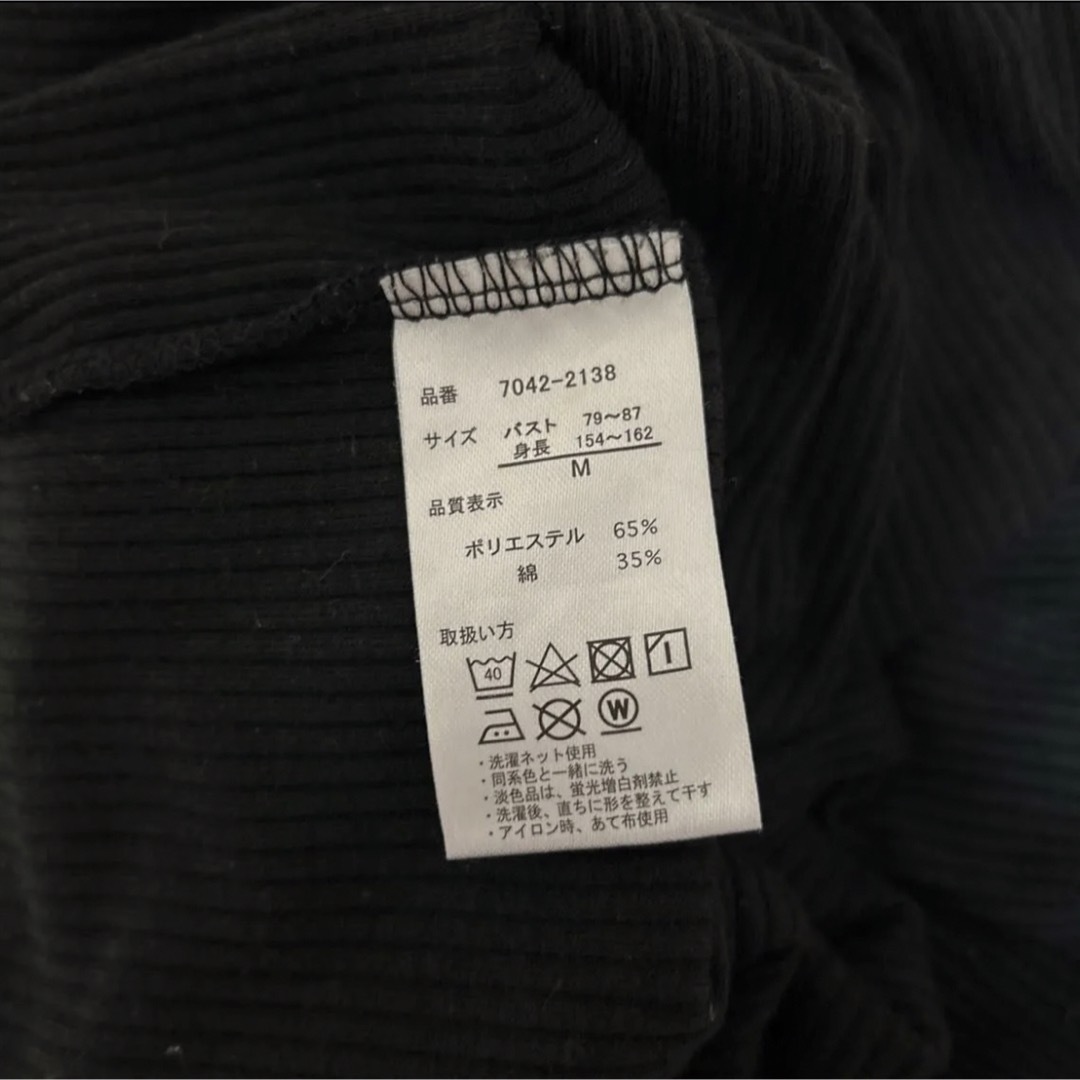 品番 7042-2138
サイズ バスト 79〜87
身長 154〜162
M
品質表示
ポリエステル 65%
綿 35%
取扱い方
40
W
・洗濯ネット使用
・同系色と一緒に洗う
・淡色品は、蛍光増白剤禁止
・洗濯後、直ちに形を整えて干す
・アイロン時、あて布使用